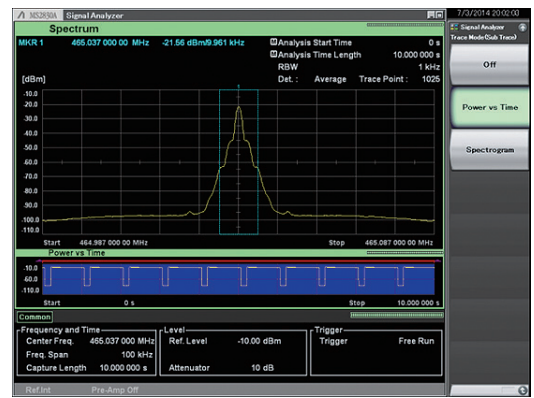 MS2830A Signal Analyzer
7/3/2014 20:02:03
Spectrum
MKR 1 465.037 000 00 MHz -21.56 dBm/9.961 kHz
M Analysis Start Time 0 s
M Analysis Time Length 10.000 000 s
RBW 1 kHz
[dBm] Det. : Average Trace Point : 1025
-10.0
-20.0
-30.0
-40.0
-50.0
-60.0
-70.0
-80.0
-90.0
-100.0
-110.0
Start 464.987 000 00 MHz Stop 465.087 000 00 MHz
Power vs Time
-10.0
-60.0
-110.0
Start 0 s Stop 10.000 000 s
Common
Frequency and Time
Center Freq. 465.037 000 MHz
Freq. Span 100 kHz
Capture Length 10.000 000 s
Level
Ref. Level -10.00 dBm
Attenuator 10 dB
Trigger
Trigger Free Run
Ref.Int Pre-Amp Off
Signal Analyzer
Trace Mode(Sub Trace)
Off
Power vs Time
Spectrogram